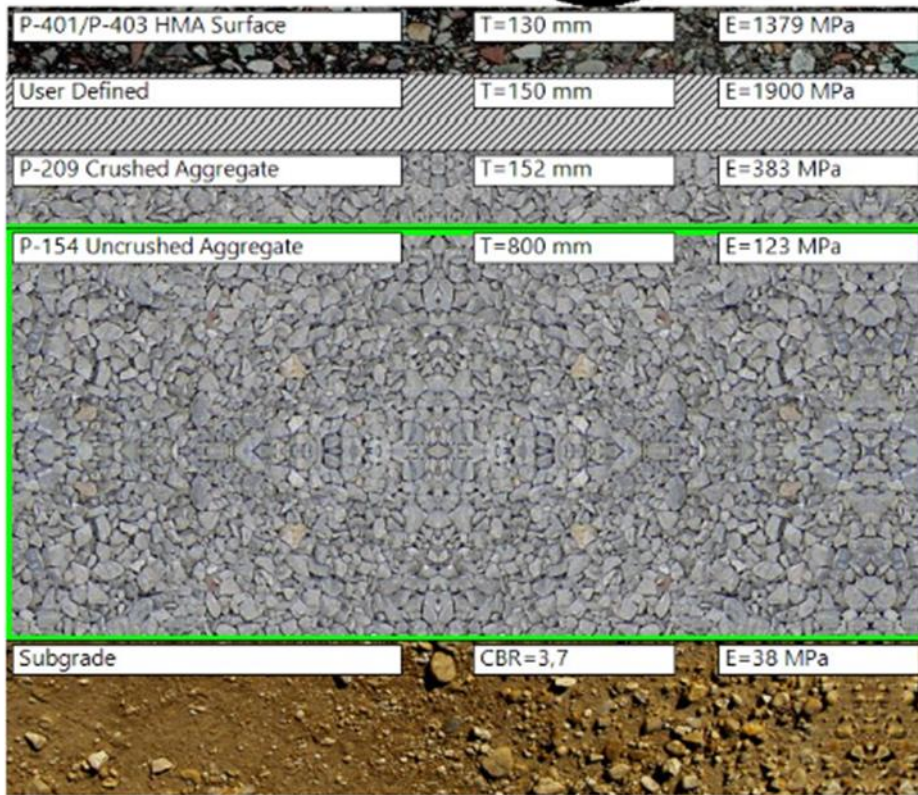 P-401/P-403 HMA Surface T=130 mm E=1379 MPa
User Defined T=150 mm E=1900 MPa
P-209 Crushed Aggregate T=152 mm E=383 MPa
P-154 Uncrushed Aggregate T=800 mm E=123 MPa
Subgrade CBR=3,7 E=38 MPa